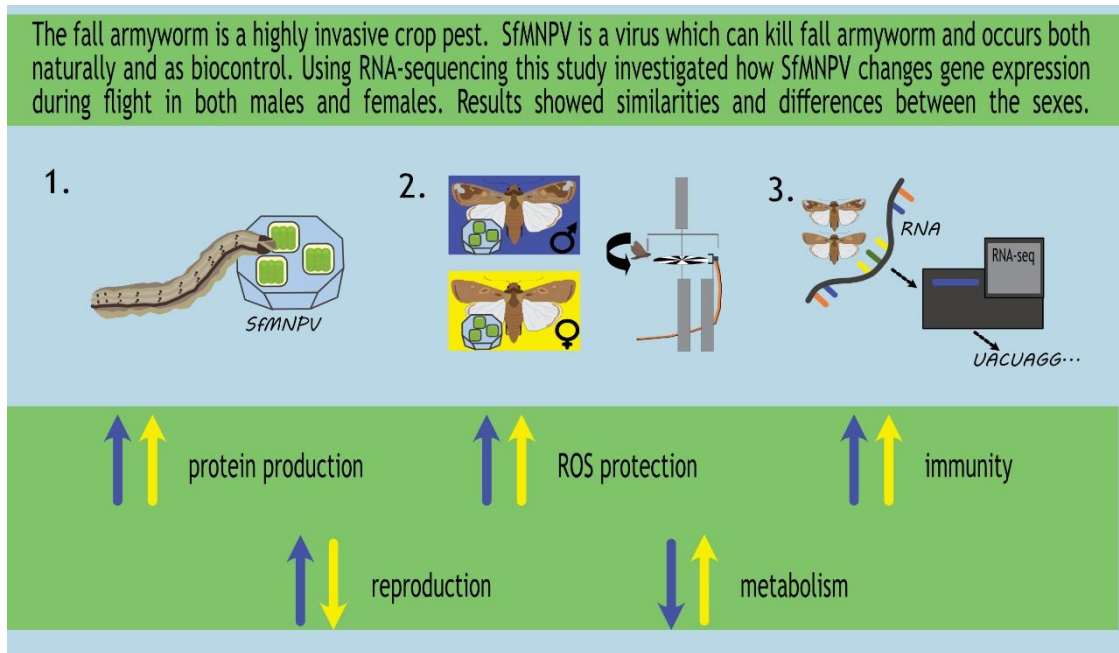 The fall armyworm is a highly invasive crop pest. SfMNPV is a virus which can kill fall armyworm and occurs both
naturally and as biocontrol. Using RNA-sequencing this study investigated how SfMNPV changes gene expression
during flight in both males and females. Results showed similarities and differences between the sexes.
1.
SfMNPV
2.
♂
♀
3.
RNA
RNA-seq
UACUAGG...
protein production
ROS protection
immunity
reproduction
metabolism